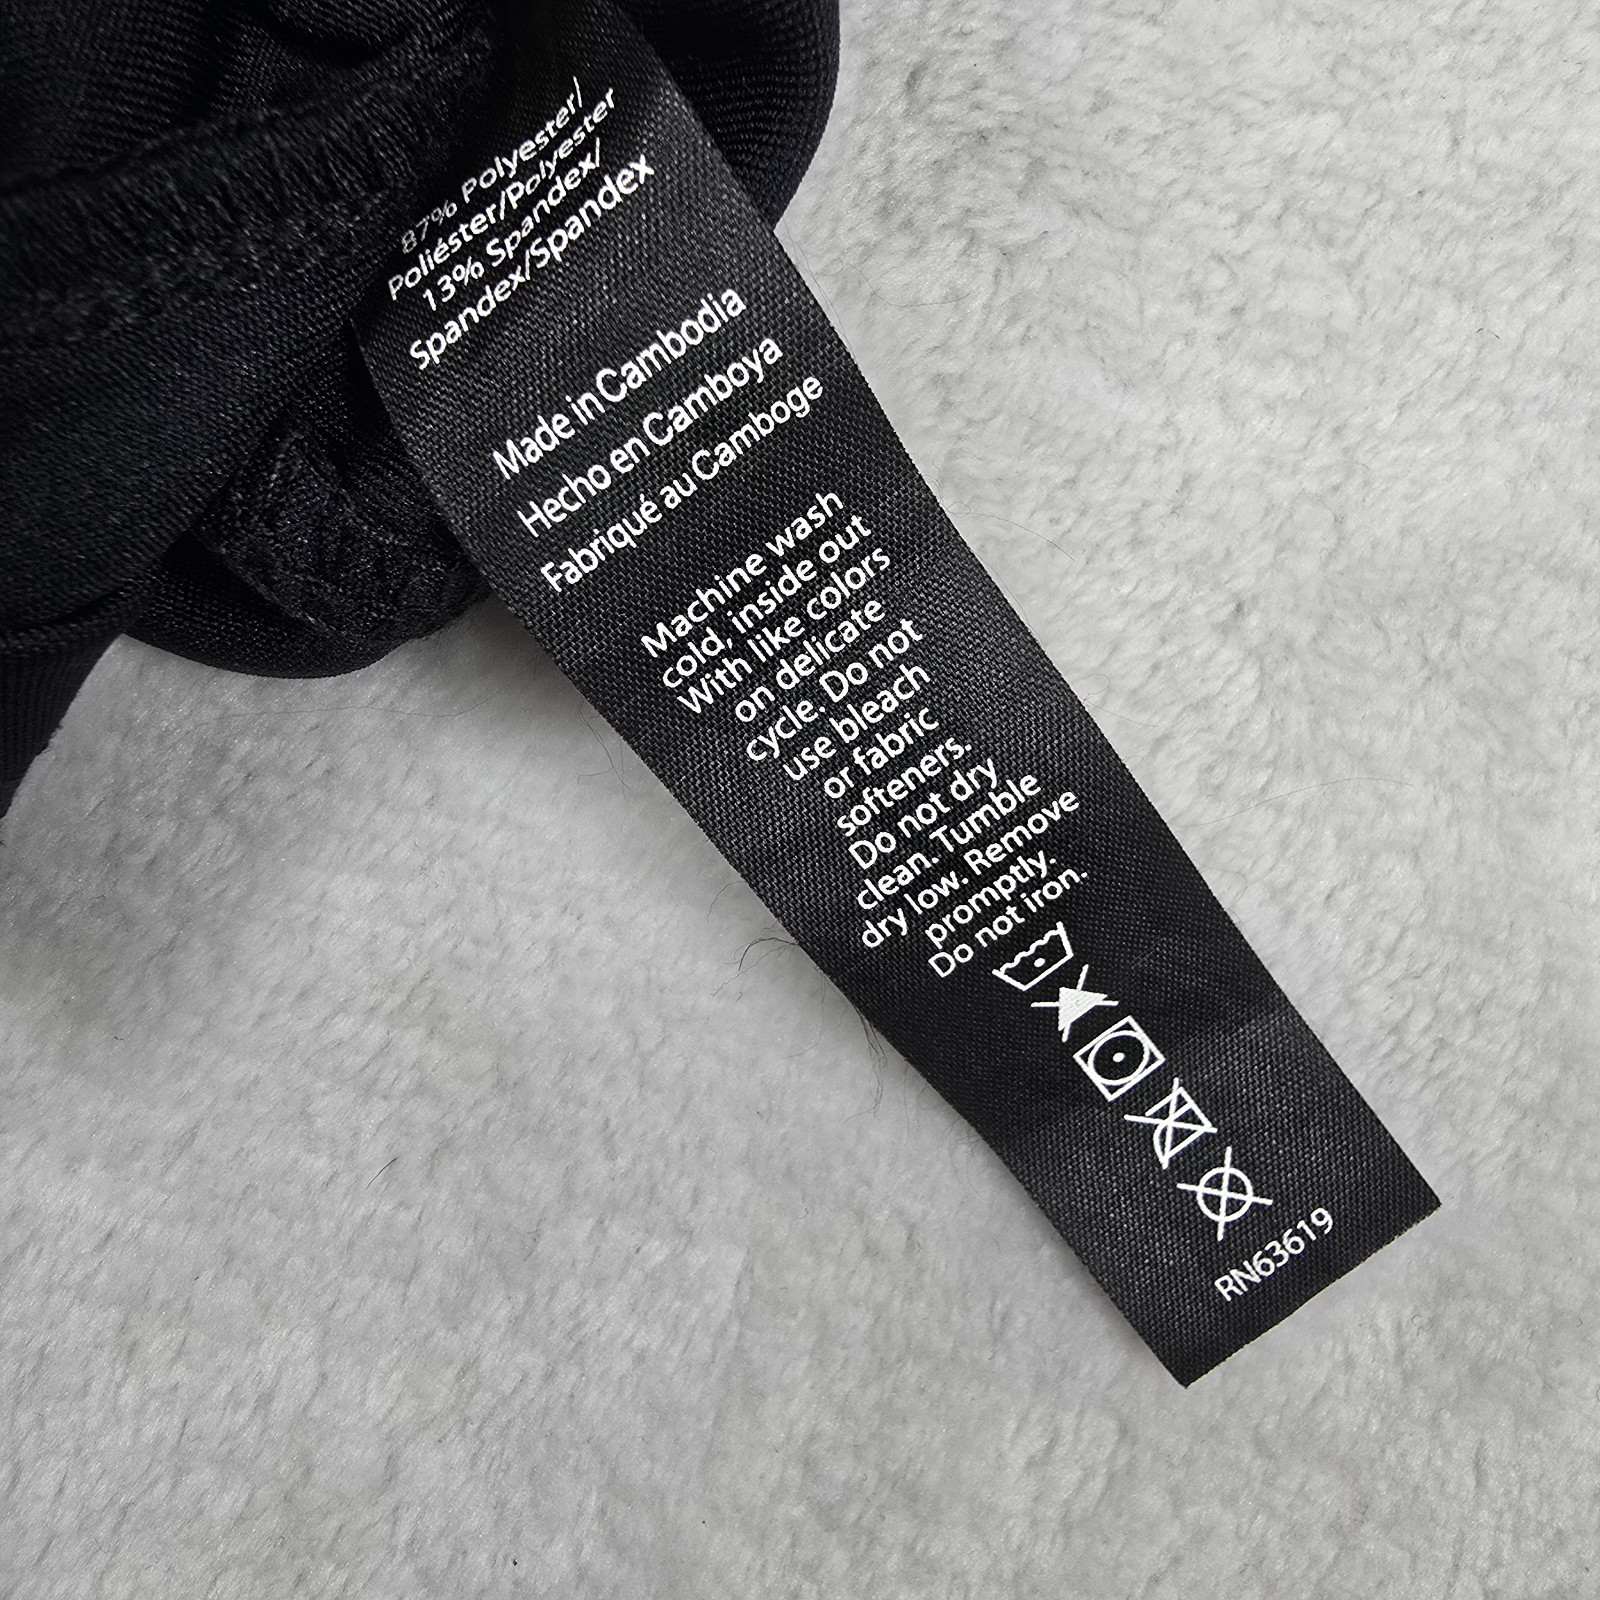 87% Polyester/
Poliéster/Polyester
13% Spandex/
Spandex/Spandex
Made in Cambodia
Hecho en Camboya
Fabriqué au Camboge
Machine wash
cold, inside out
With like colors
on delicate
cycle. Do not
use bleach
or fabric
softeners.
Do not dry
clean. Tumble
dry low. Remove
promptly.
Do not iron.
RN63619